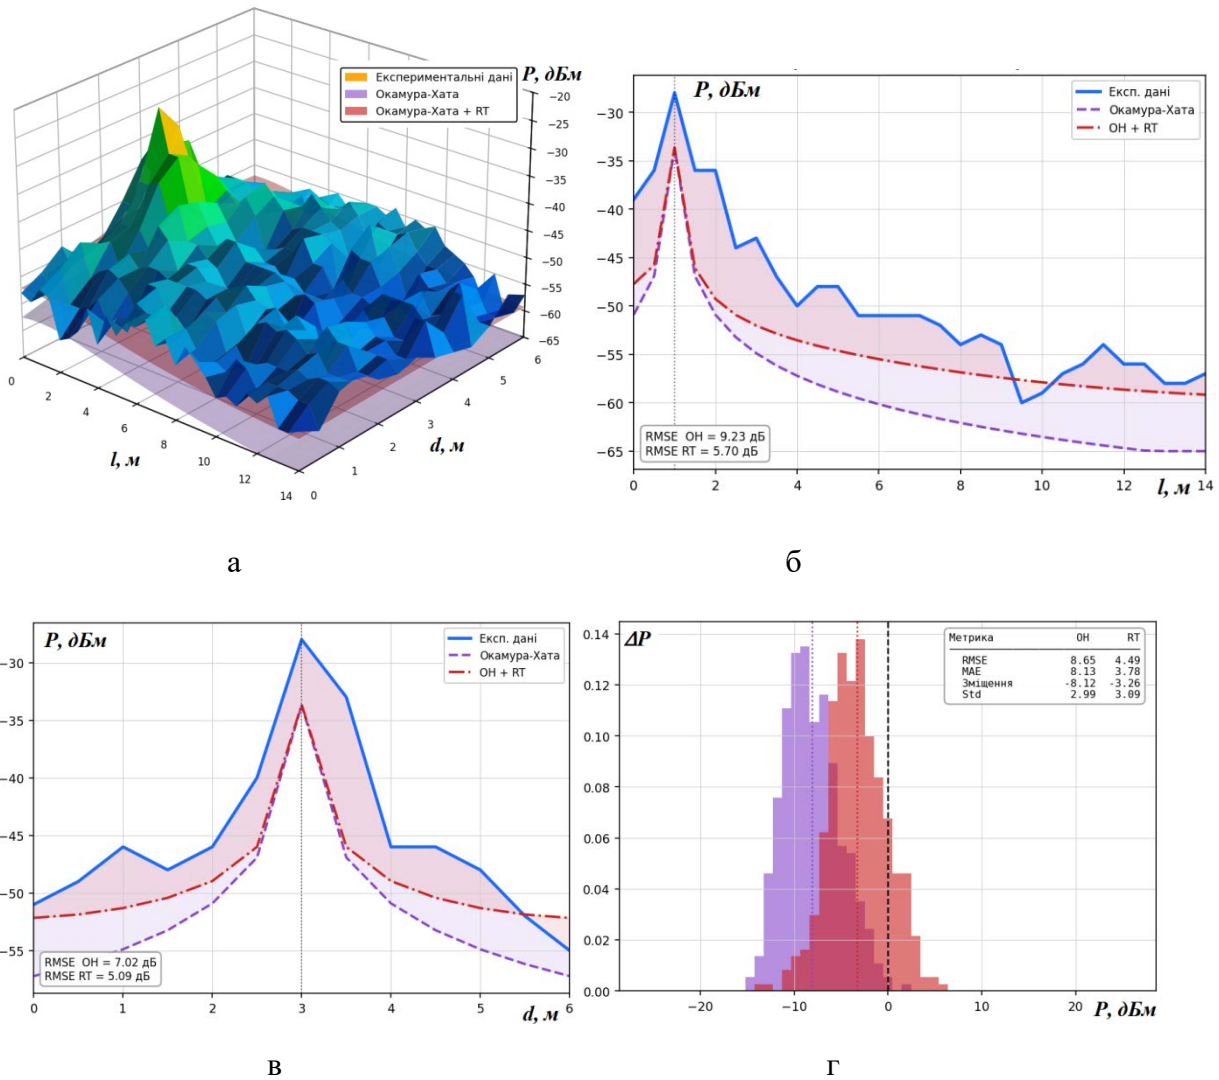 Експериментальні дані
Окамура-Хата
Окамура-Хата + RT
P, дБм
−20
−25
−30
−35
−40
−45
−50
−55
−60
−65
0
2
4
6
8
10
12
14
l, м
0
1
2
3
4
5
6
d, м
а
P, дБм
Експ. дані
Окамура-Хата
OH + RT
−30
−35
−40
−45
−50
−55
−60
−65
RMSE OH = 9.23 дБ
RMSE RT = 5.70 дБ
0 2 4 6 8 10 12 14
l, м
б
P, дБм
Експ. дані
Окамура-Хата
OH + RT
−30
−35
−40
−45
−50
−55
RMSE OH = 7.02 дБ
RMSE RT = 5.09 дБ
0 1 2 3 4 5 6
d, м
в
ΔP
Метрика OH RT
RMSE 8.65 4.49
MAE 8.13 3.78
Зміщення -8.12 -3.26
Std 2.99 3.09
0.14
0.12
0.10
0.08
0.06
0.04
0.02
0.00
−20 −10 0 10 20
P, дБм
г